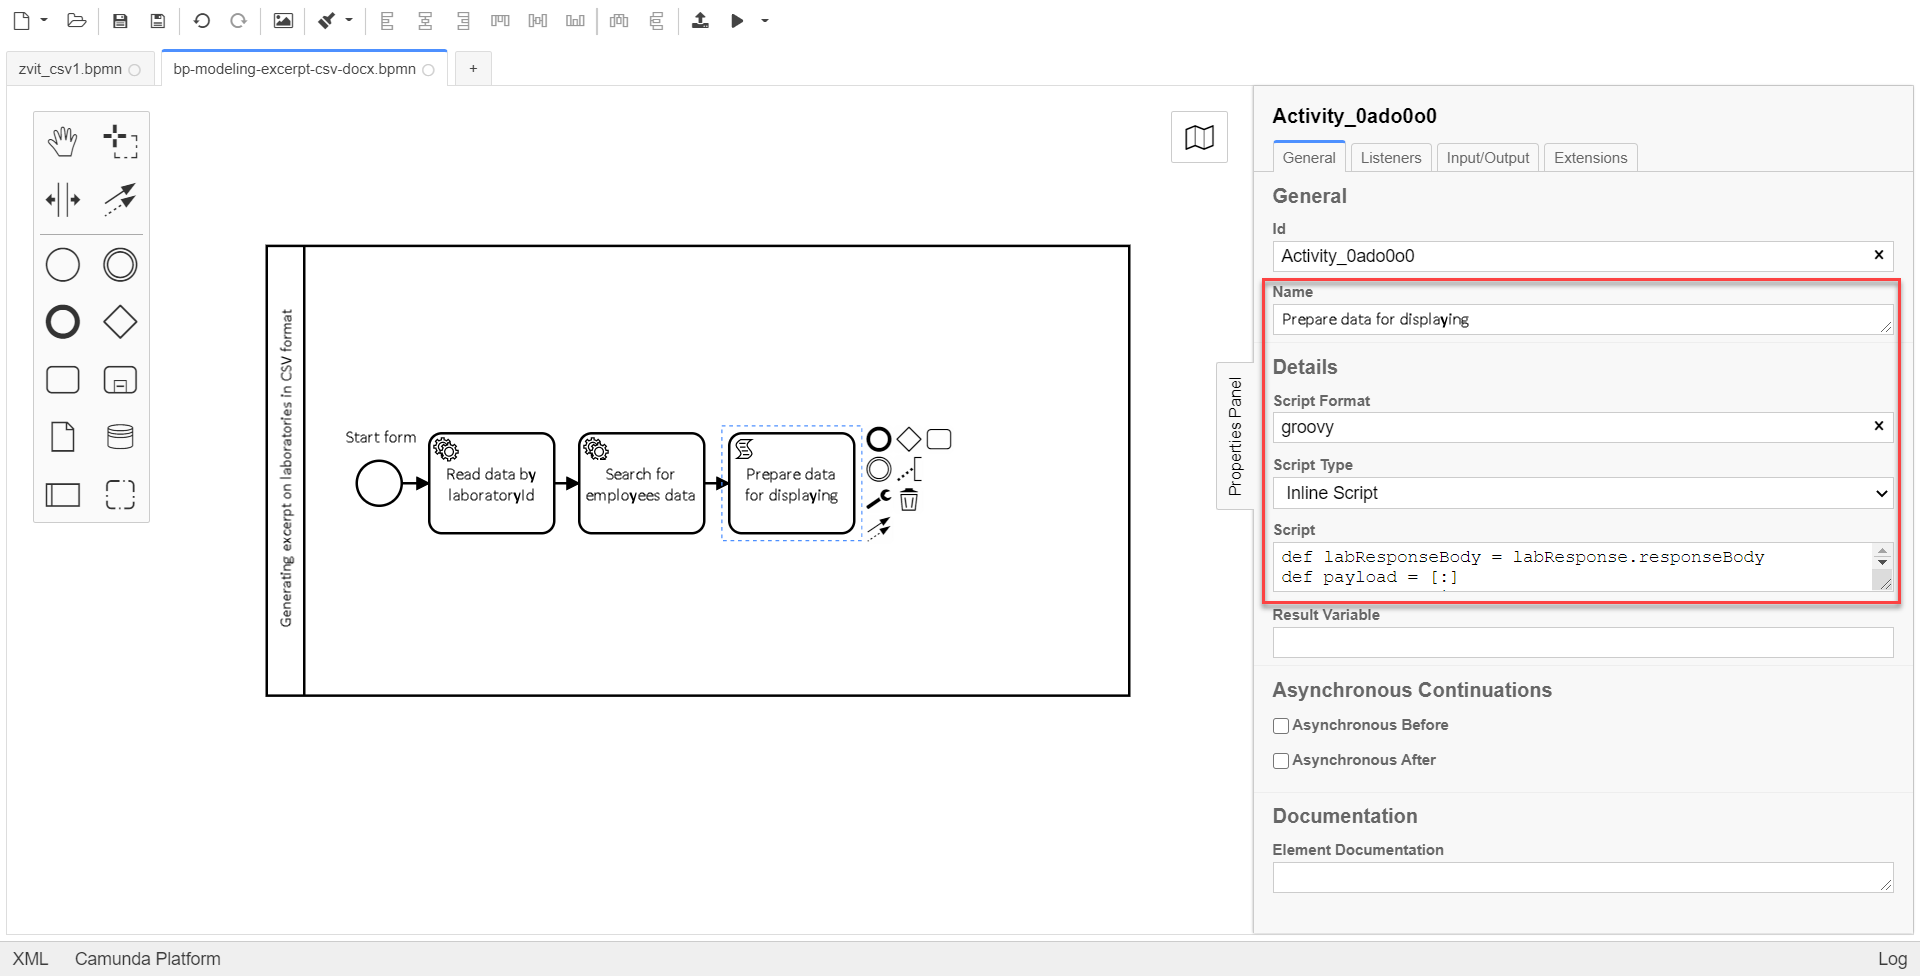 zvit_csv1.bpmn
bp-modeling-excerpt-csv-docx.bpmn
+
Generating excerpt on laboratories in CSV format
Start form
Read data by
laboratoryId
Search for
employees data
Prepare data
for displaying
Properties Panel
Activity_0ado0o0
General
Listeners
Input/Output
Extensions
General
Id
Activity_0ado0o0
Name
Prepare data for displaying
Details
Script Format
groovy
Script Type
Inline Script
Script
def labResponseBody = labResponse.responseBody
def payload = [:]
Result Variable
Asynchronous Continuations
Asynchronous Before
Asynchronous After
Documentation
Element Documentation
XML
Camunda Platform
Log